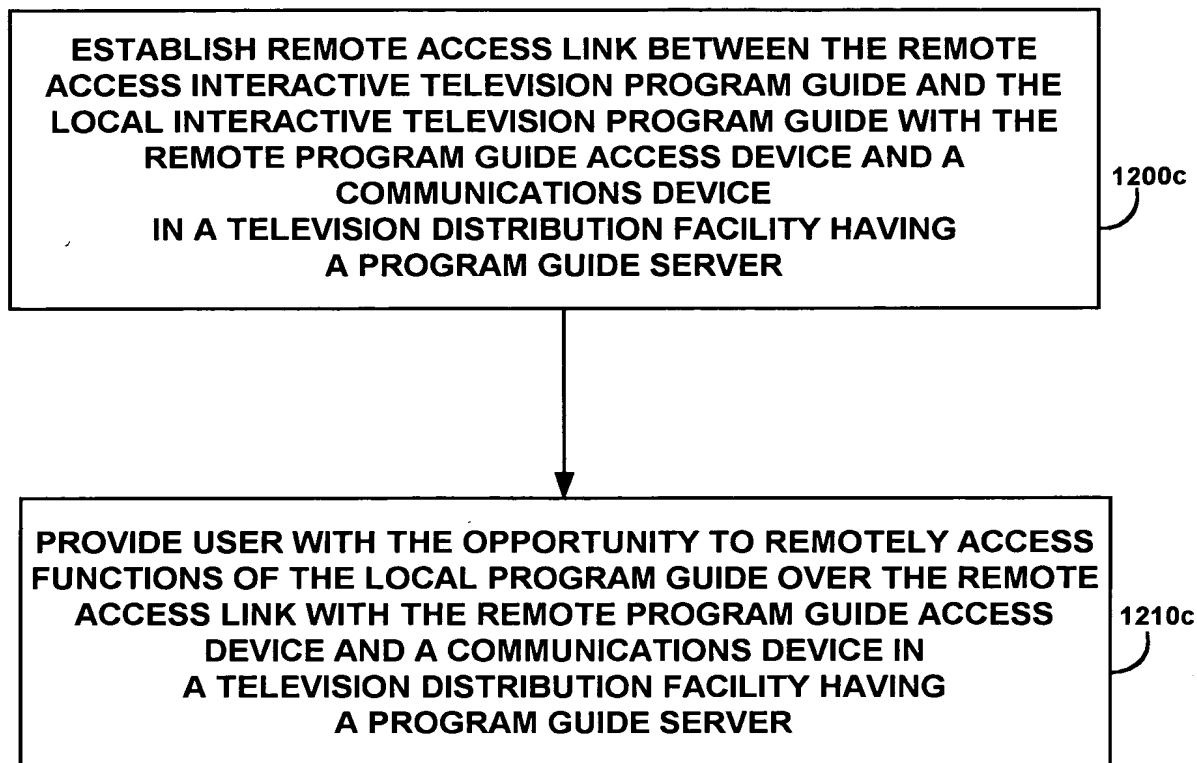 ESTABLISH REMOTE ACCESS LINK BETWEEN THE REMOTE
ACCESS INTERACTIVE TELEVISION PROGRAM GUIDE AND THE
LOCAL INTERACTIVE TELEVISION PROGRAM GUIDE WITH THE
REMOTE PROGRAM GUIDE ACCESS DEVICE AND A
COMMUNICATIONS DEVICE
IN A TELEVISION DISTRIBUTION FACILITY HAVING
A PROGRAM GUIDE SERVER
1200c
PROVIDE USER WITH THE OPPORTUNITY TO REMOTELY ACCESS
FUNCTIONS OF THE LOCAL PROGRAM GUIDE OVER THE REMOTE
ACCESS LINK WITH THE REMOTE PROGRAM GUIDE ACCESS
DEVICE AND A COMMUNICATIONS DEVICE IN
A TELEVISION DISTRIBUTION FACILITY HAVING
A PROGRAM GUIDE SERVER
1210c